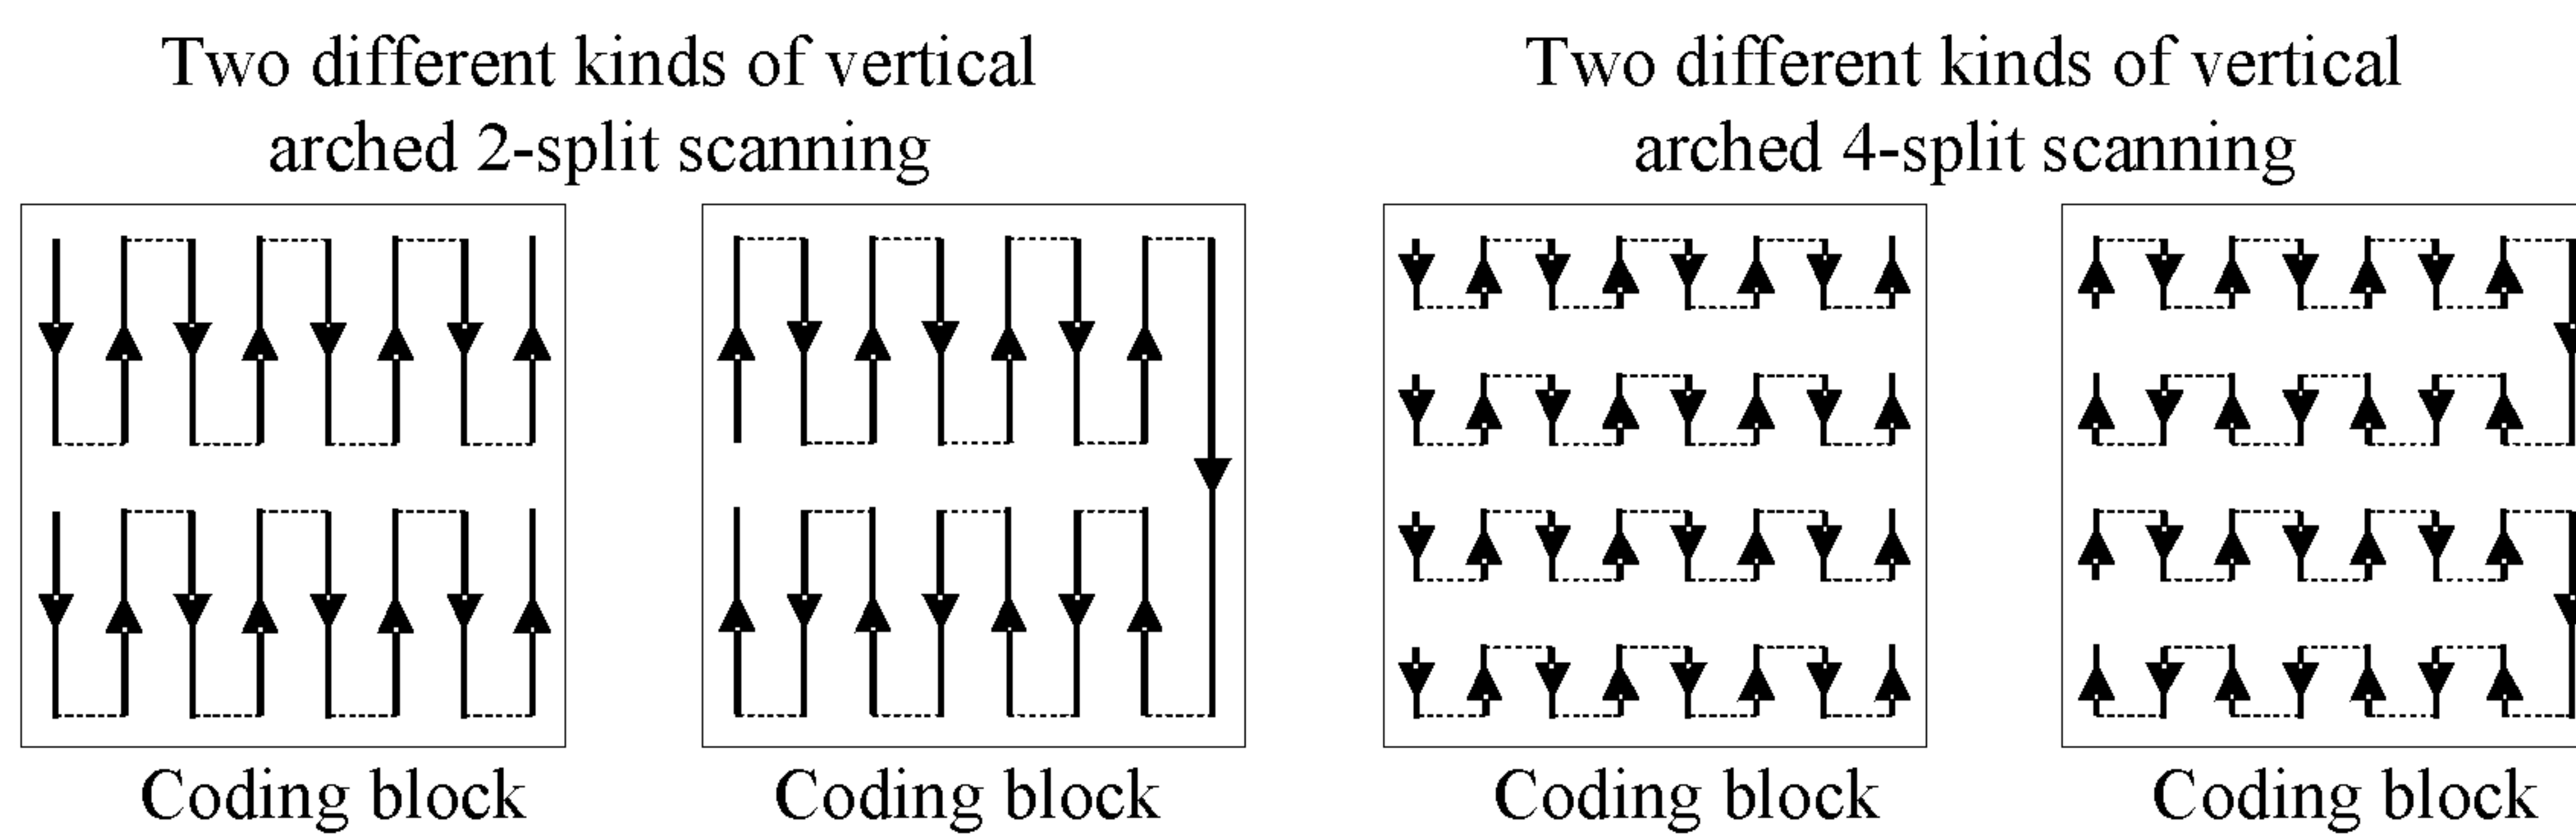 Two different kinds of vertical
arched 2-split scanning
Two different kinds of vertical
arched 4-split scanning
Coding block
Coding block
Coding block
Coding block